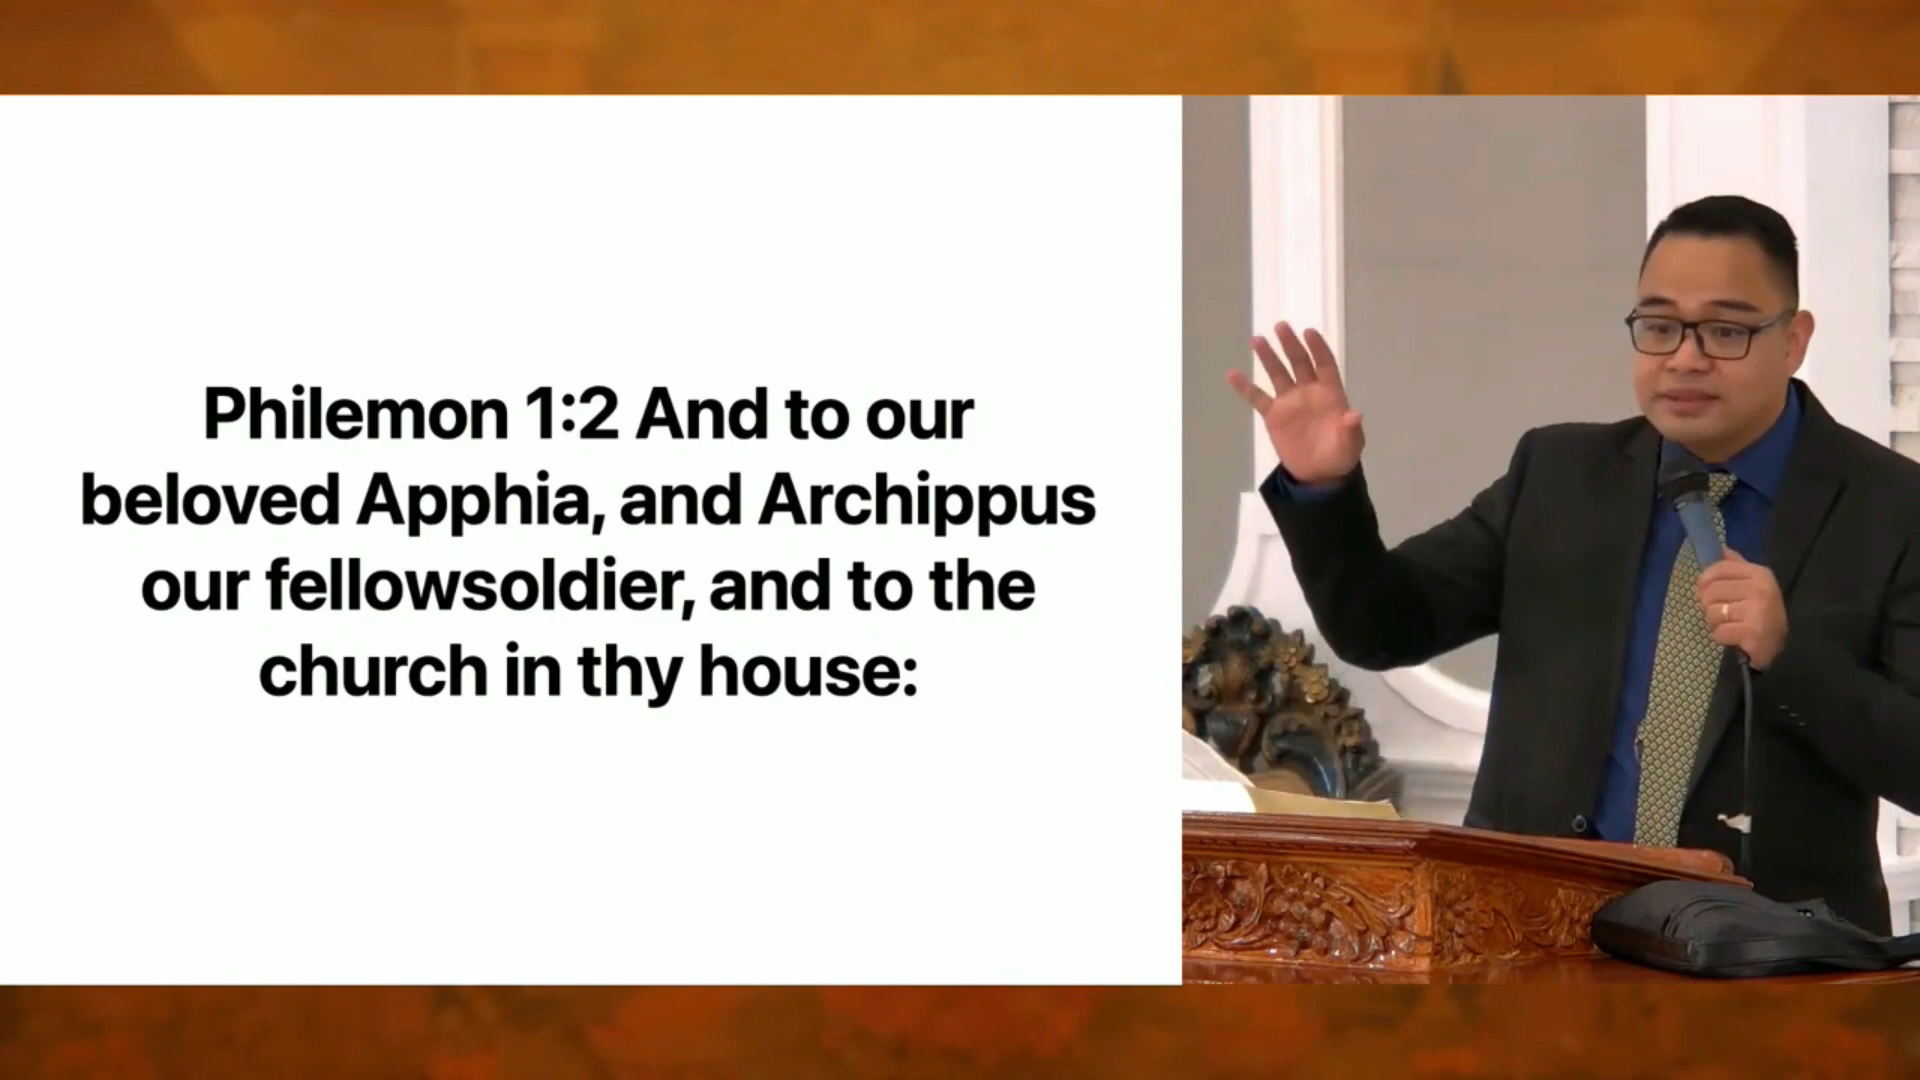 Philemon 1:2 And to our
beloved Apphia, and Archippus
our fellowsoldier, and to the
church in thy house: